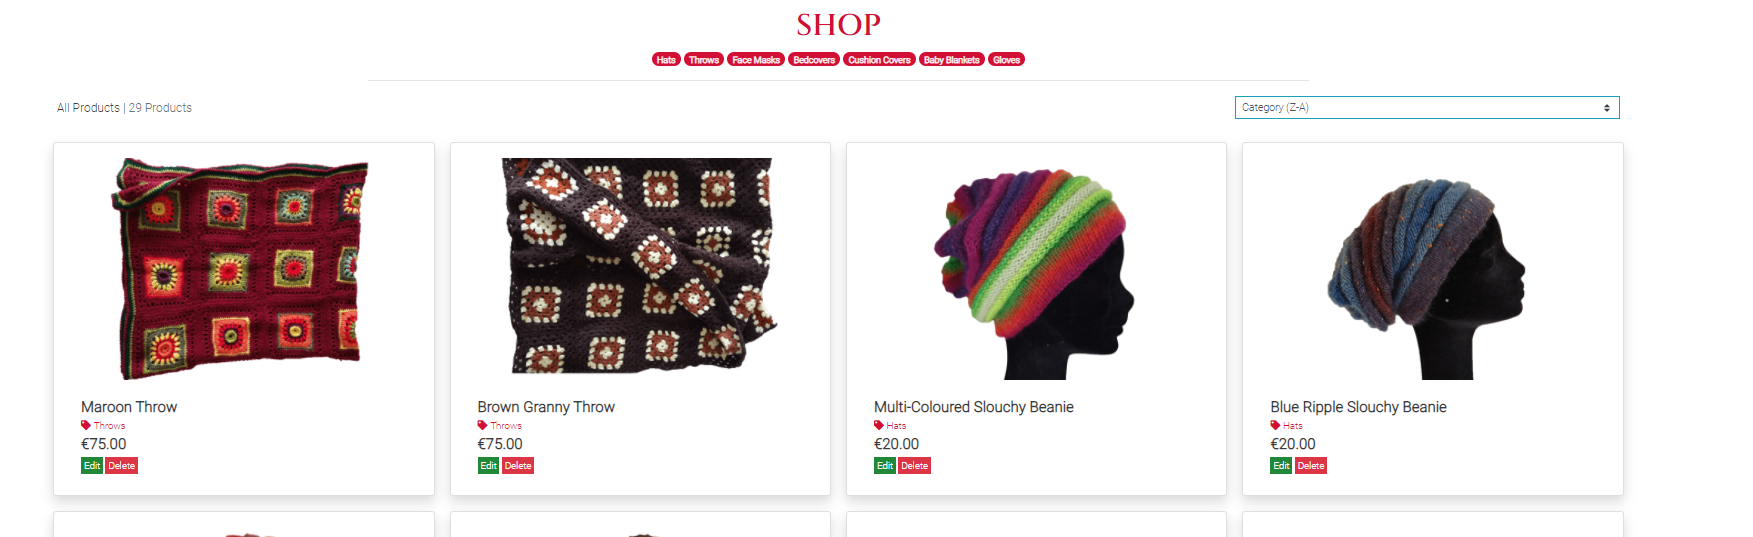 SHOP
Hats Throws Face Masks Bedcovers Cushion Covers Baby Blankets Gloves
All Products | 29 Products
Category (Z-A)
Maroon Throw
Throws
€75.00
Edit Delete
Brown Granny Throw
Throws
€75.00
Edit Delete
Multi-Coloured Slouchy Beanie
Hats
€20.00
Edit Delete
Blue Ripple Slouchy Beanie
Hats
€20.00
Edit Delete